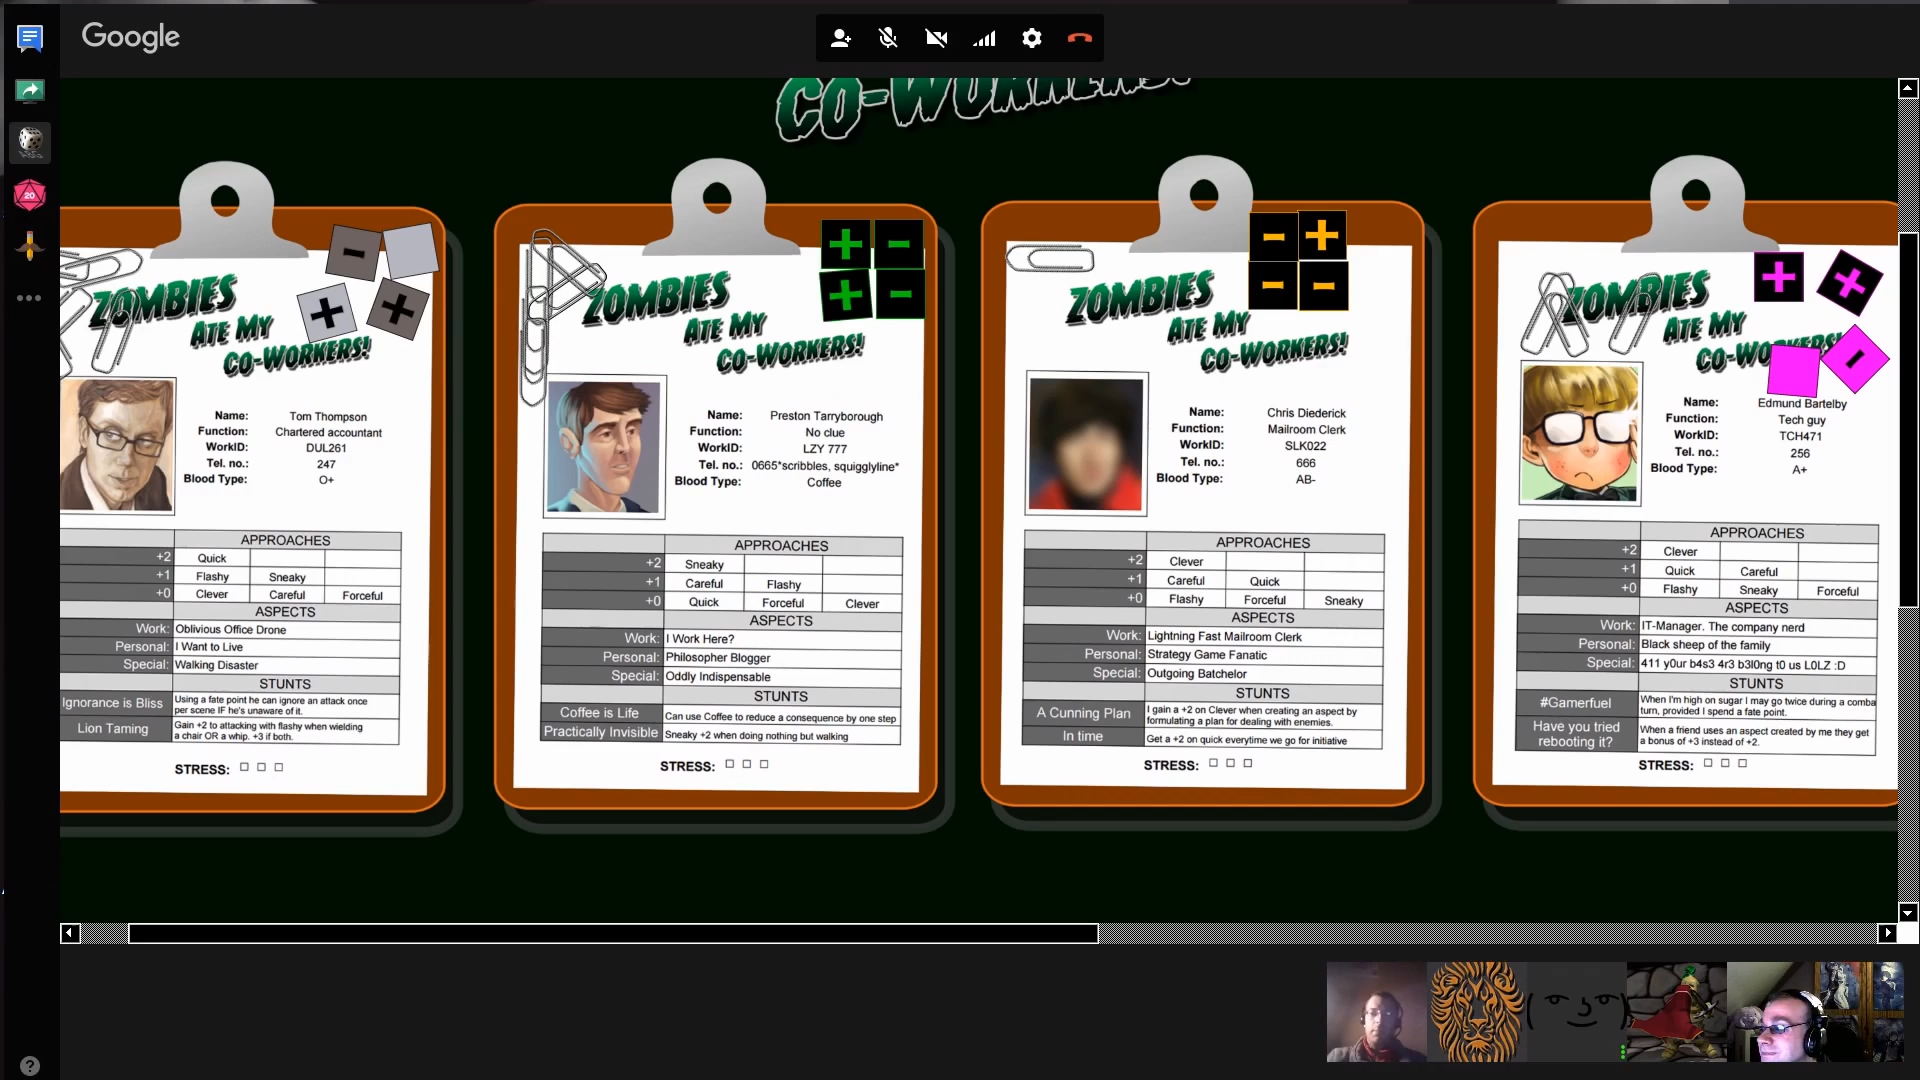 Google
CO-WORKERS!
ZOMBIES
ATE MY
CO-WORKERS!
Name: Tom Thompson
Function: Chartered accountant
WorkID: DUL261
Tel. no.: 247
Blood Type: O+
APPROACHES
+2 Quick
+1 Flashy Sneaky
+0 Clever Careful Forceful
ASPECTS
Work: Oblivious Office Drone
Personal: I Want to Live
Special: Walking Disaster
STUNTS
Ignorance is Bliss
Using a fate point he can ignore an attack once
per scene IF he's unaware of it.
Lion Taming
Gain +2 to attacking with flashy when wielding
a chair OR a whip. +3 if both.
STRESS:
ZOMBIES
ATE MY
CO-WORKERS!
Name: Preston Tarryborough
Function: No clue
WorkID: LZY 777
Tel. no.: 0665*scribbles, squigglyline*
Blood Type: Coffee
APPROACHES
+2 Sneaky
+1 Careful Flashy
+0 Quick Forceful Clever
ASPECTS
Work: I Work Here?
Personal: Philosopher Blogger
Special: Oddly Indispensable
STUNTS
Coffee is Life Can use Coffee to reduce a consequence by one step
Practically Invisible Sneaky +2 when doing nothing but walking
STRESS:
ZOMBIES
ATE MY
CO-WORKERS!
Name: Chris Diederick
Function: Mailroom Clerk
WorkID: SLK022
Tel. no.: 666
Blood Type: AB-
APPROACHES
+2 Clever
+1 Careful Quick
+0 Flashy Forceful Sneaky
ASPECTS
Work: Lightning Fast Mailroom Clerk
Personal: Strategy Game Fanatic
Special: Outgoing Batchelor
STUNTS
A Cunning Plan
I gain a +2 on Clever when creating an aspect by
formulating a plan for dealing with enemies.
In time Get a +2 on quick everytime we go for initiative
STRESS:
ZOMBIES
ATE MY
CO-WORKERS!
Name: Edmund Bartelby
Function: Tech guy
WorkID: TCH471
Tel. no.: 256
Blood Type: A+
APPROACHES
+2 Clever
+1 Quick Careful
+0 Flashy Sneaky Forceful
ASPECTS
Work: IT-Manager. The company nerd
Personal: Black sheep of the family
Special: 411 y0ur b4s3 4r3 b3l0ng t0 us L0LZ :D
STUNTS
#Gamerfuel
When I'm high on sugar I may go twice during a comba
turn, provided I spend a fate point.
Have you tried
rebooting it?
When a friend uses an aspect created by me they get
a bonus of +3 instead of +2.
STRESS:
20